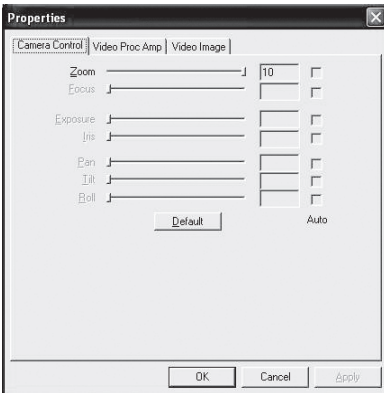 Properties
Camera Control Video Proc Amp Video Image
Zoom 10
Focus
Exposure
Iris
Pan
Tilt
Roll
Default Auto
OK Cancel Apply